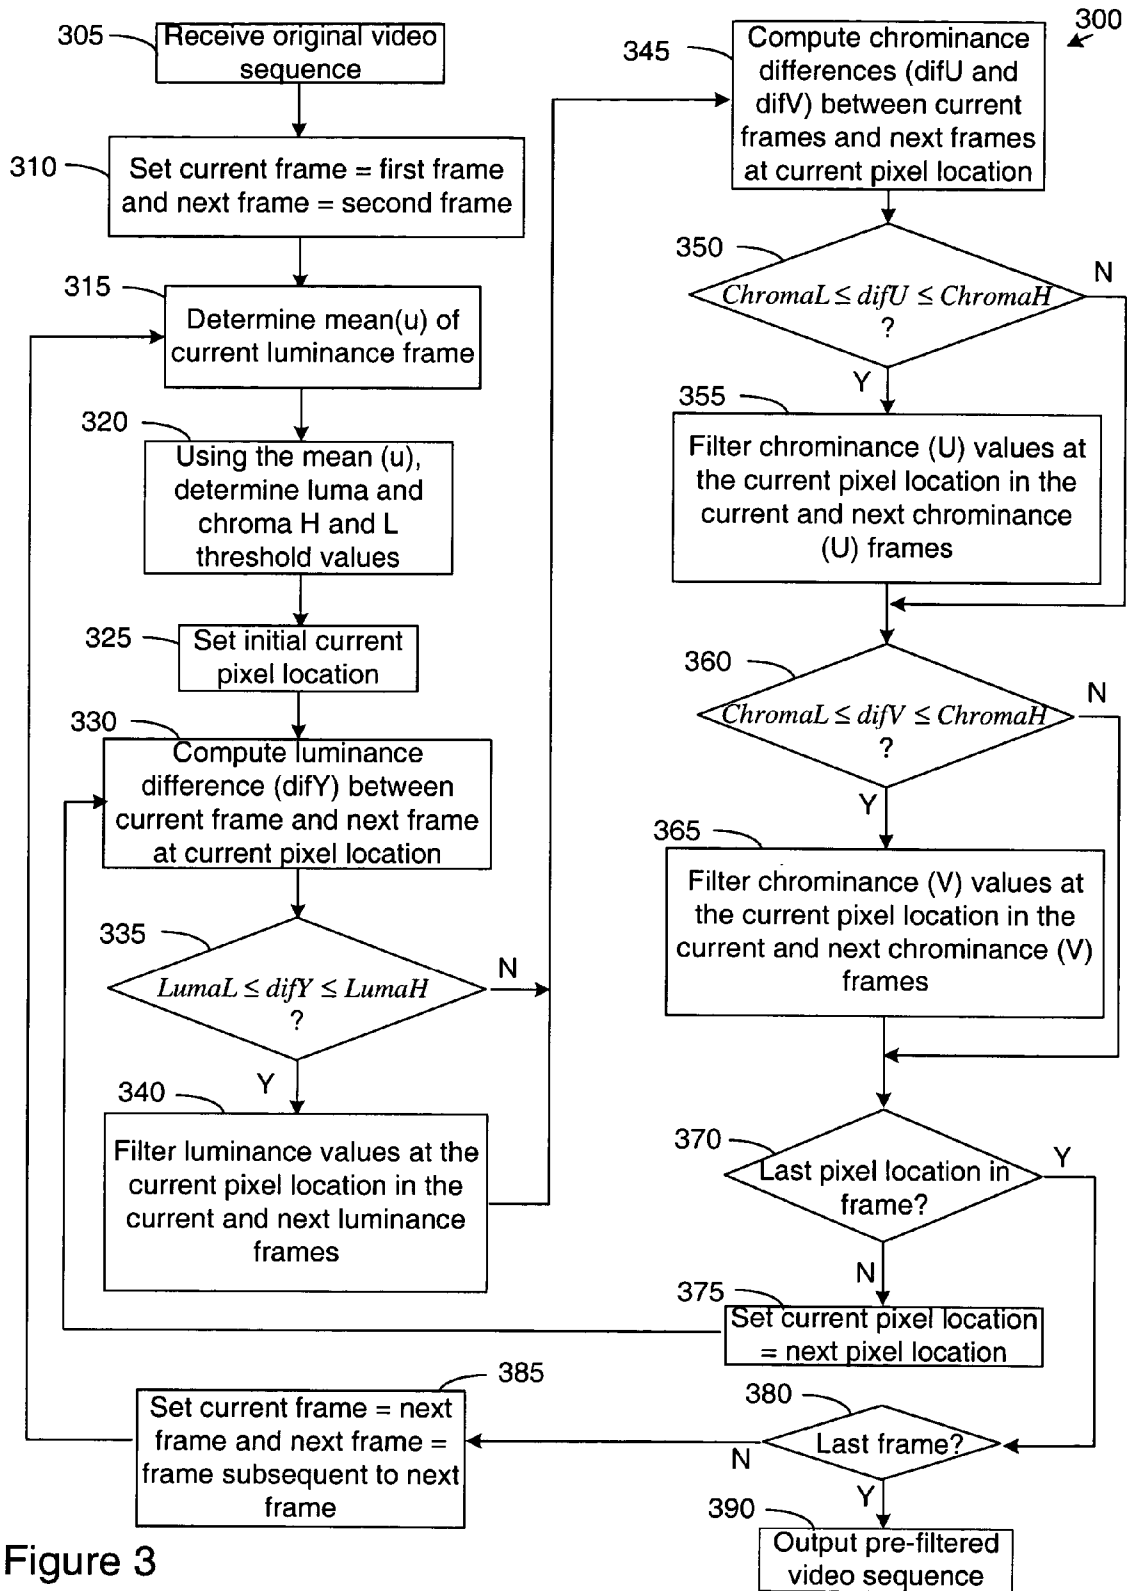 300
305
Receive original video
sequence
310
Set current frame = first frame
and next frame = second frame
315
Determine mean(u) of
current luminance frame
320
Using the mean (u),
determine luma and
chroma H and L
threshold values
325
Set initial current
pixel location
330
Compute luminance
difference (difY) between
current frame and next frame
at current pixel location
335
LumaL ≤ difY ≤ LumaH
?
N
Y
340
Filter luminance values at the
current pixel location in the
current and next luminance
frames
345
Compute chrominance
differences (difU and
difV) between current
frames and next frames
at current pixel location
350
ChromaL ≤ difU ≤ ChromaH
?
N
Y
355
Filter chrominance (U) values at
the current pixel location in the
current and next chrominance
(U) frames
360
ChromaL ≤ difV ≤ ChromaH
?
N
Y
365
Filter chrominance (V) values at
the current pixel location in the
current and next chrominance (V)
frames
370
Last pixel location in
frame?
Y
N
375
Set current pixel location
= next pixel location
380
Last frame?
N
Y
385
Set current frame = next
frame and next frame =
frame subsequent to next
frame
390
Output pre-filtered
video sequence
Figure 3